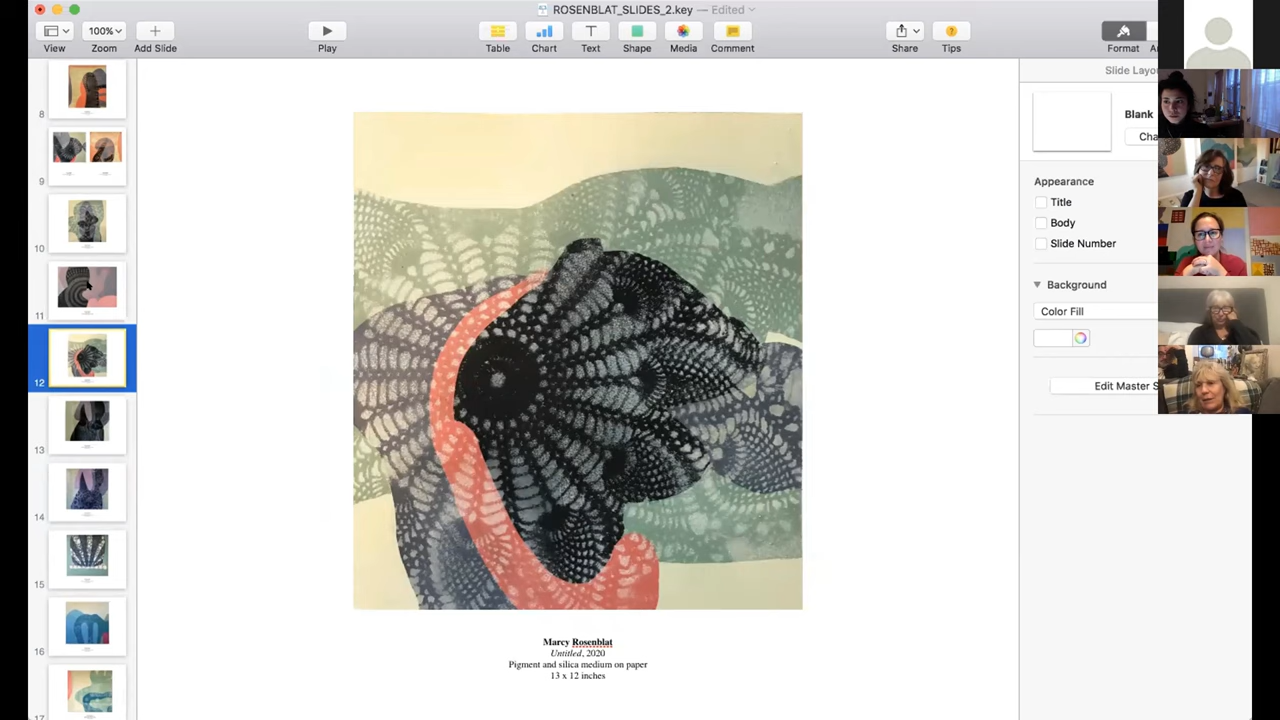 ROSENBLAT_SLIDES_2.key — Edited
100%
View
Zoom
Add Slide
Play
Table
Chart
Text
Shape
Media
Comment
Share
Tips
Format
8
9
10
11
12
13
14
15
16
17
Marcy Rosenblat
Untitled, 2020
Pigment and silica medium on paper
13 x 12 inches
Slide
Blank
Appearance
Title
Body
Slide Number
Background
Color Fill
Edit Master